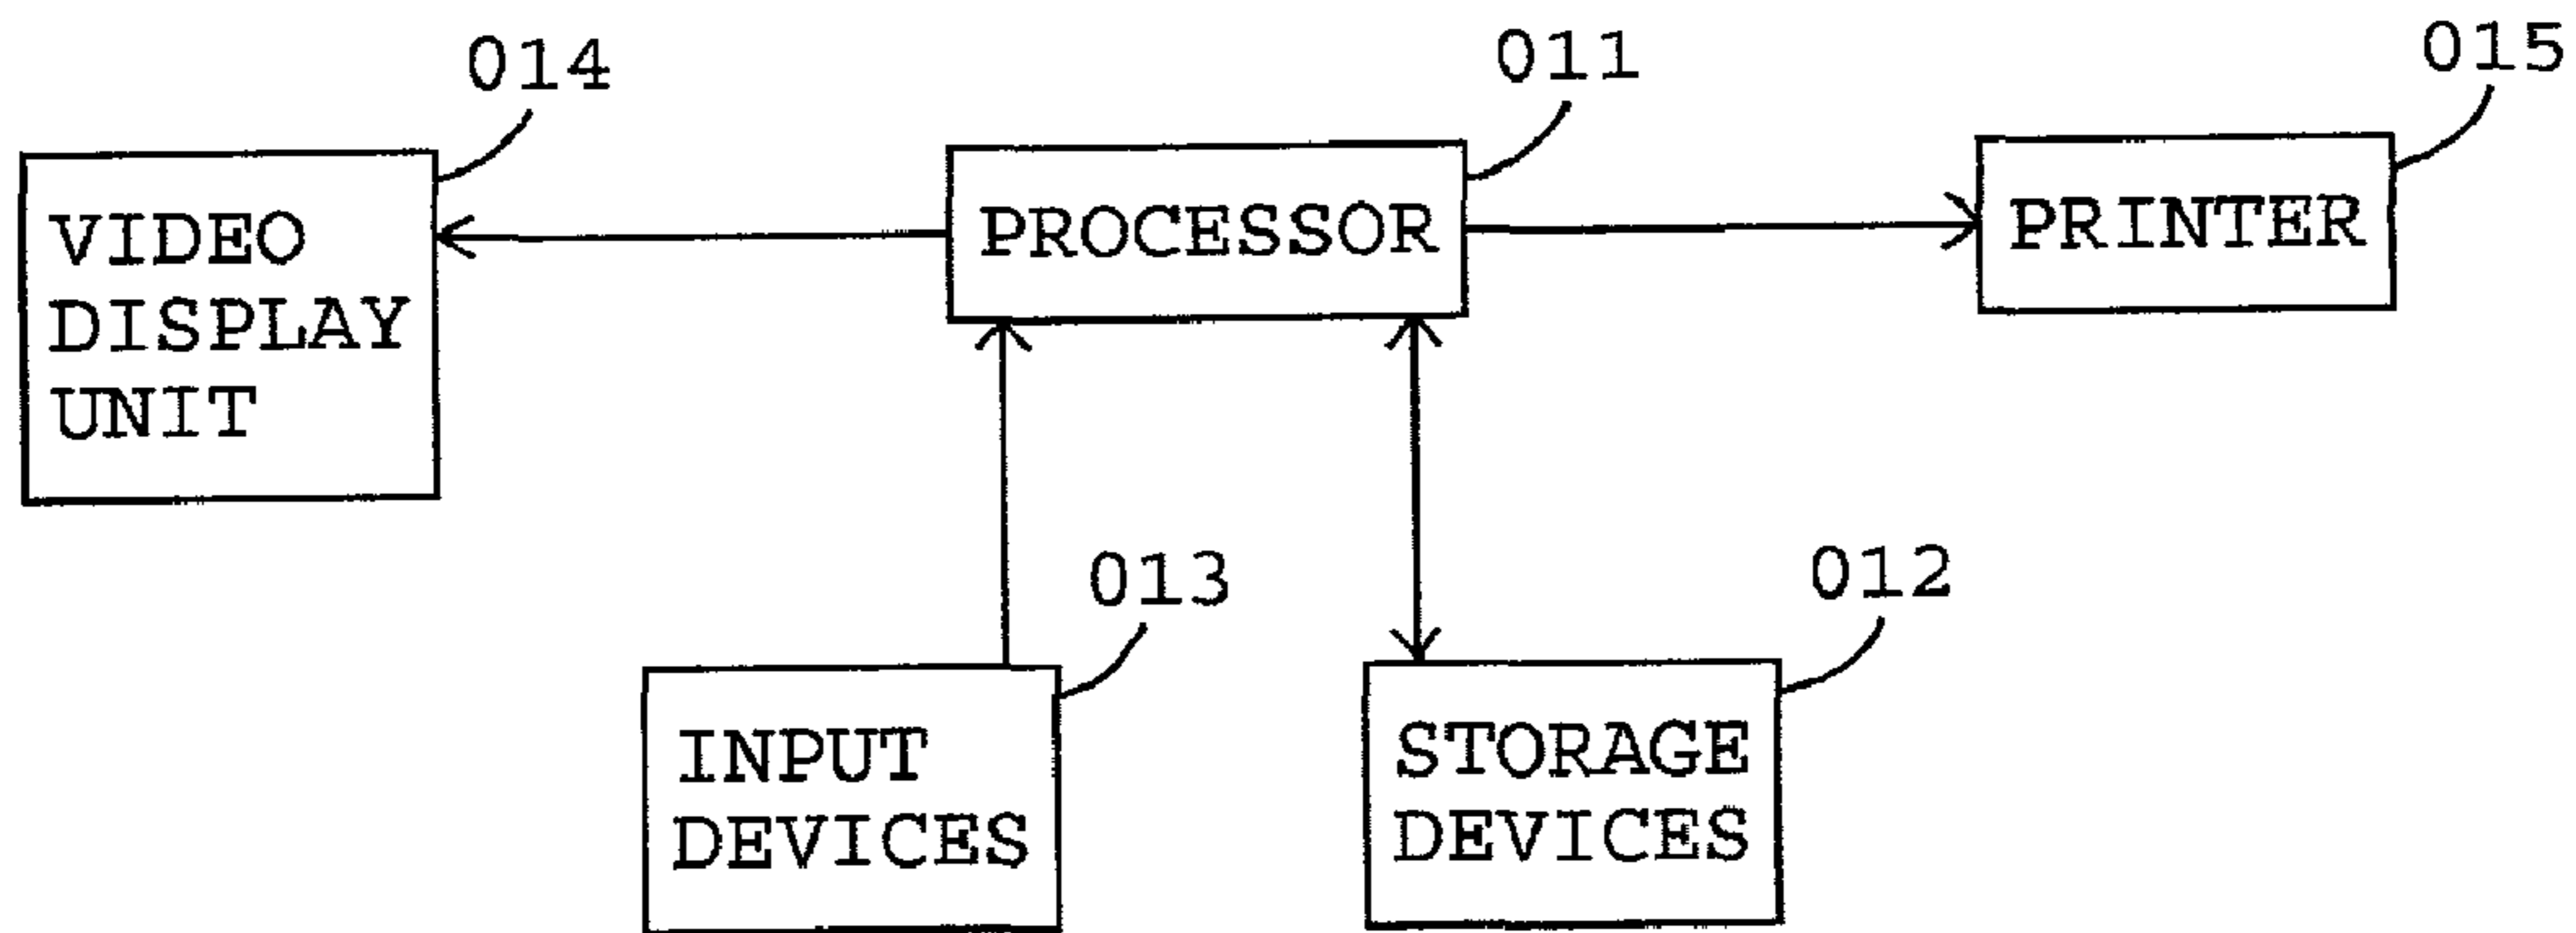 014
011
015
VIDEO
DISPLAY
UNIT
PROCESSOR
PRINTER
013
012
INPUT
DEVICES
STORAGE
DEVICES